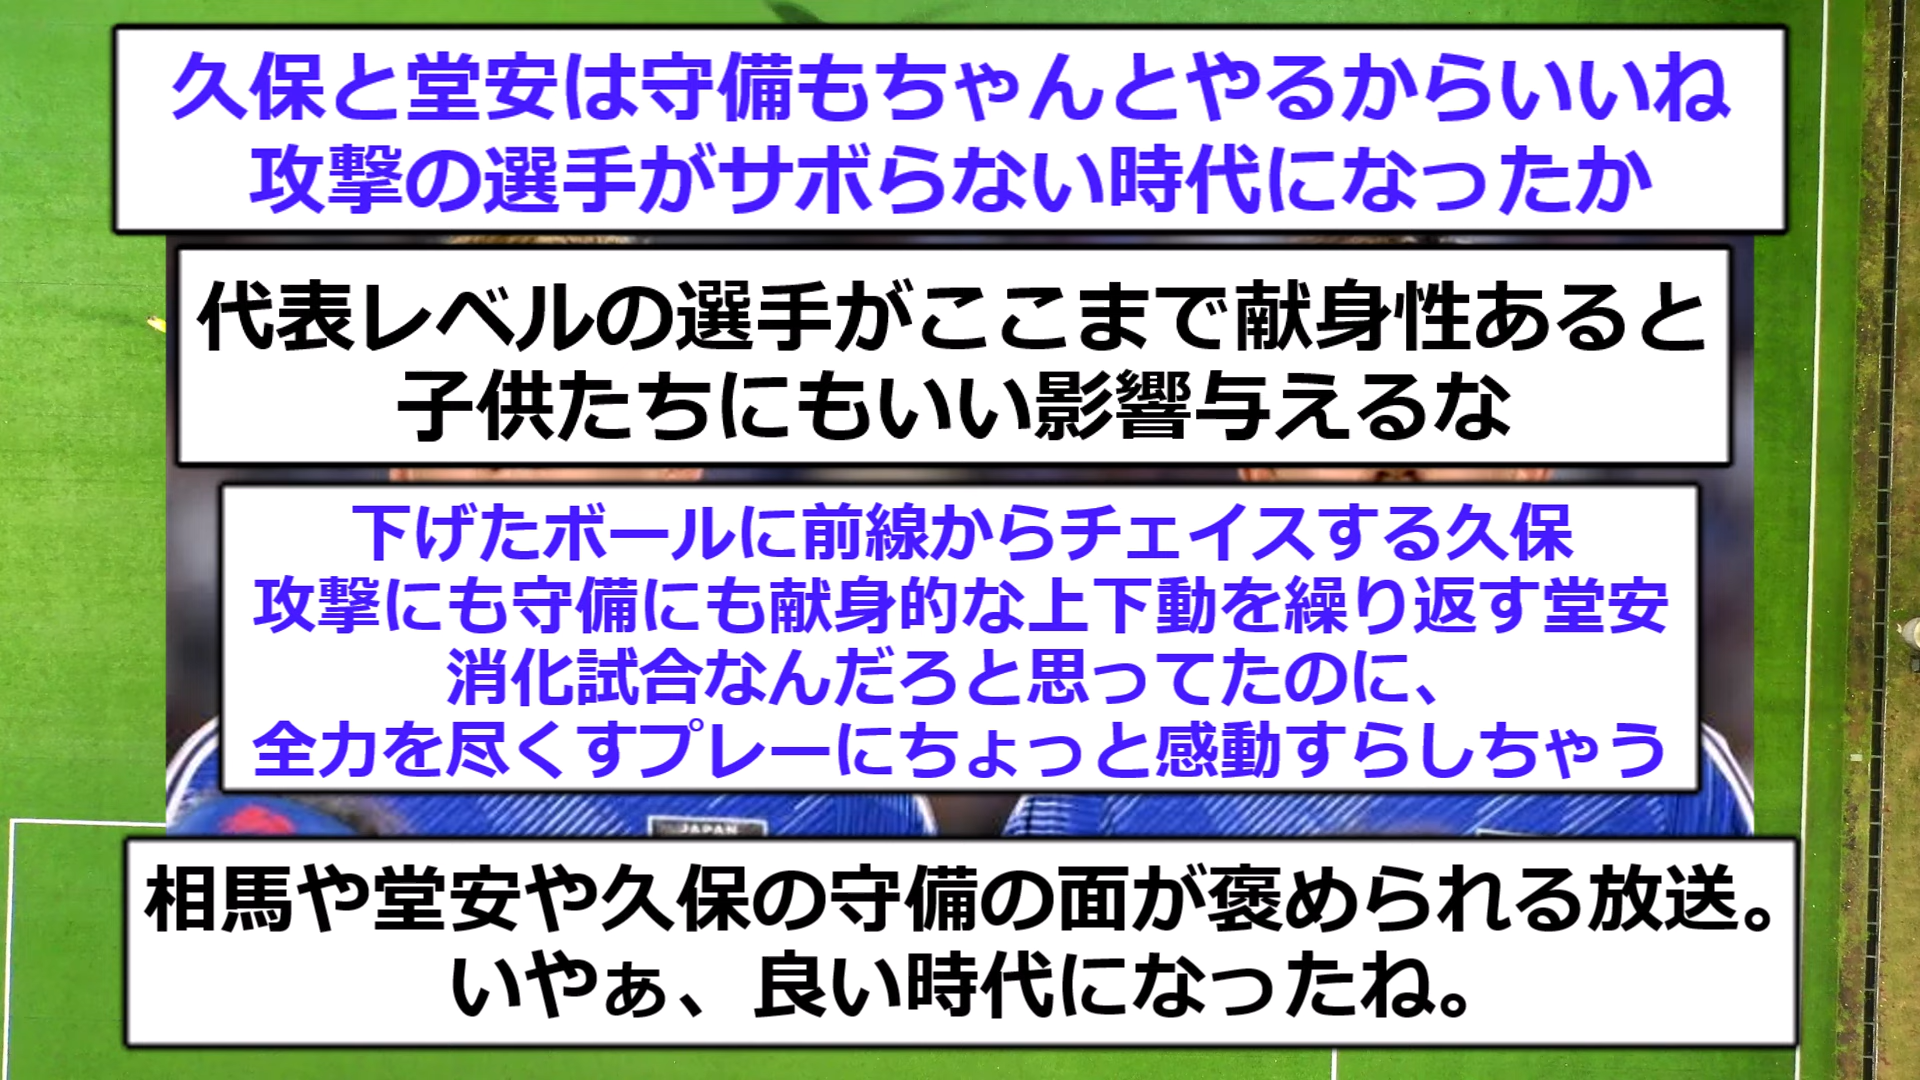 久保と堂安は守備もちゃんとやるからいいね
攻撃の選手がサボらない時代になったか
代表レベルの選手がここまで献身性あると
子供たちにもいい影響与えるな
下げたボールに前線からチェイスする久保
攻撃にも守備にも献身的な上下動を繰り返す堂安
消化試合なんだろと思ってたのに、
全力を尽くすプレーにちょっと感動すらしちゃう
JAPAN
相馬や堂安や久保の守備の面が褒められる放送。
いやぁ、良い時代になったね。